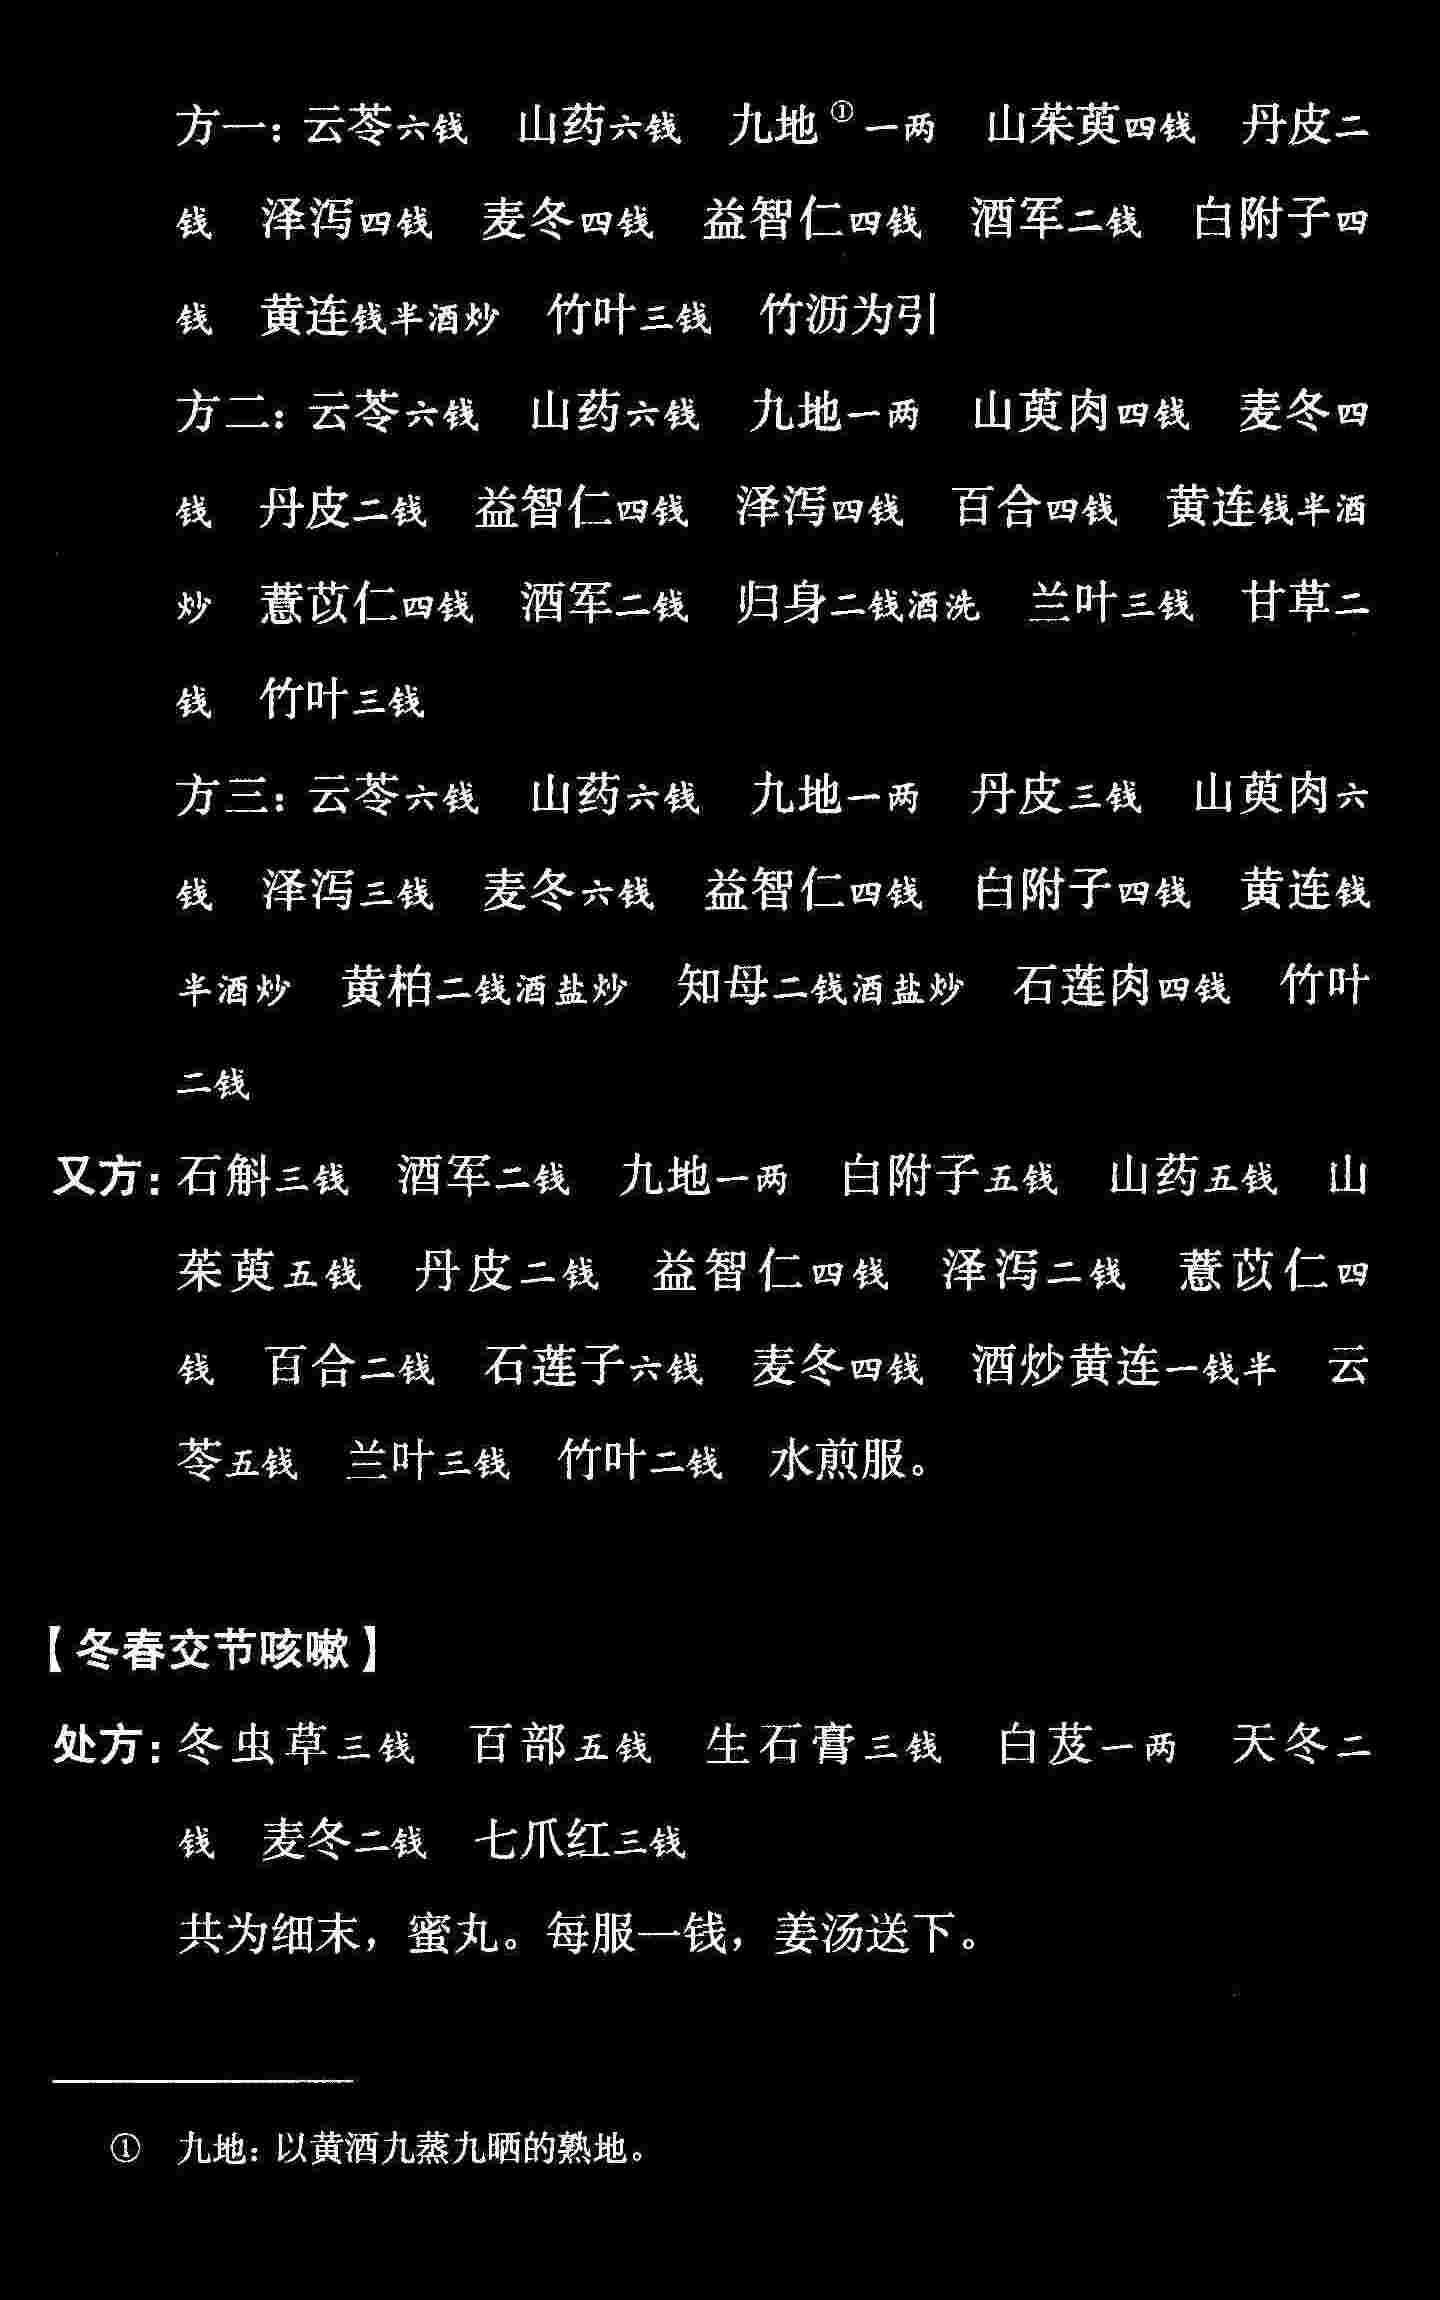 方一：云苓六钱　山药六钱　九地①一两　山茱萸四钱　丹皮二
钱　泽泻四钱　麦冬四钱　益智仁四钱　酒军二钱　白附子四
钱　黄连钱半酒炒　竹叶三钱　竹沥为引
方二：云苓六钱　山药六钱　九地一两　山萸肉四钱　麦冬四
钱　丹皮二钱　益智仁四钱　泽泻四钱　百合四钱　黄连钱半酒
炒　薏苡仁四钱　酒军二钱　归身二钱酒洗　兰叶三钱　甘草二
钱　竹叶三钱
方三：云苓六钱　山药六钱　九地一两　丹皮三钱　山萸肉六
钱　泽泻三钱　麦冬六钱　益智仁四钱　白附子四钱　黄连钱
半酒炒　黄柏二钱酒盐炒　知母二钱酒盐炒　石莲肉四钱　竹叶
二钱
又方：石斛三钱　酒军二钱　九地一两　白附子五钱　山药五钱　山
茱萸五钱　丹皮二钱　益智仁四钱　泽泻二钱　薏苡仁四
钱　百合二钱　石莲子六钱　麦冬四钱　酒炒黄连一钱半　云
苓五钱　兰叶三钱　竹叶二钱　水煎服。
【冬春交节咳嗽】
处方：冬虫草三钱　百部五钱　生石膏三钱　白芨一两　天冬二
钱　麦冬二钱　七爪红三钱
共为细末，蜜丸。每服一钱，姜汤送下。
①　九地：以黄酒九蒸九晒的熟地。